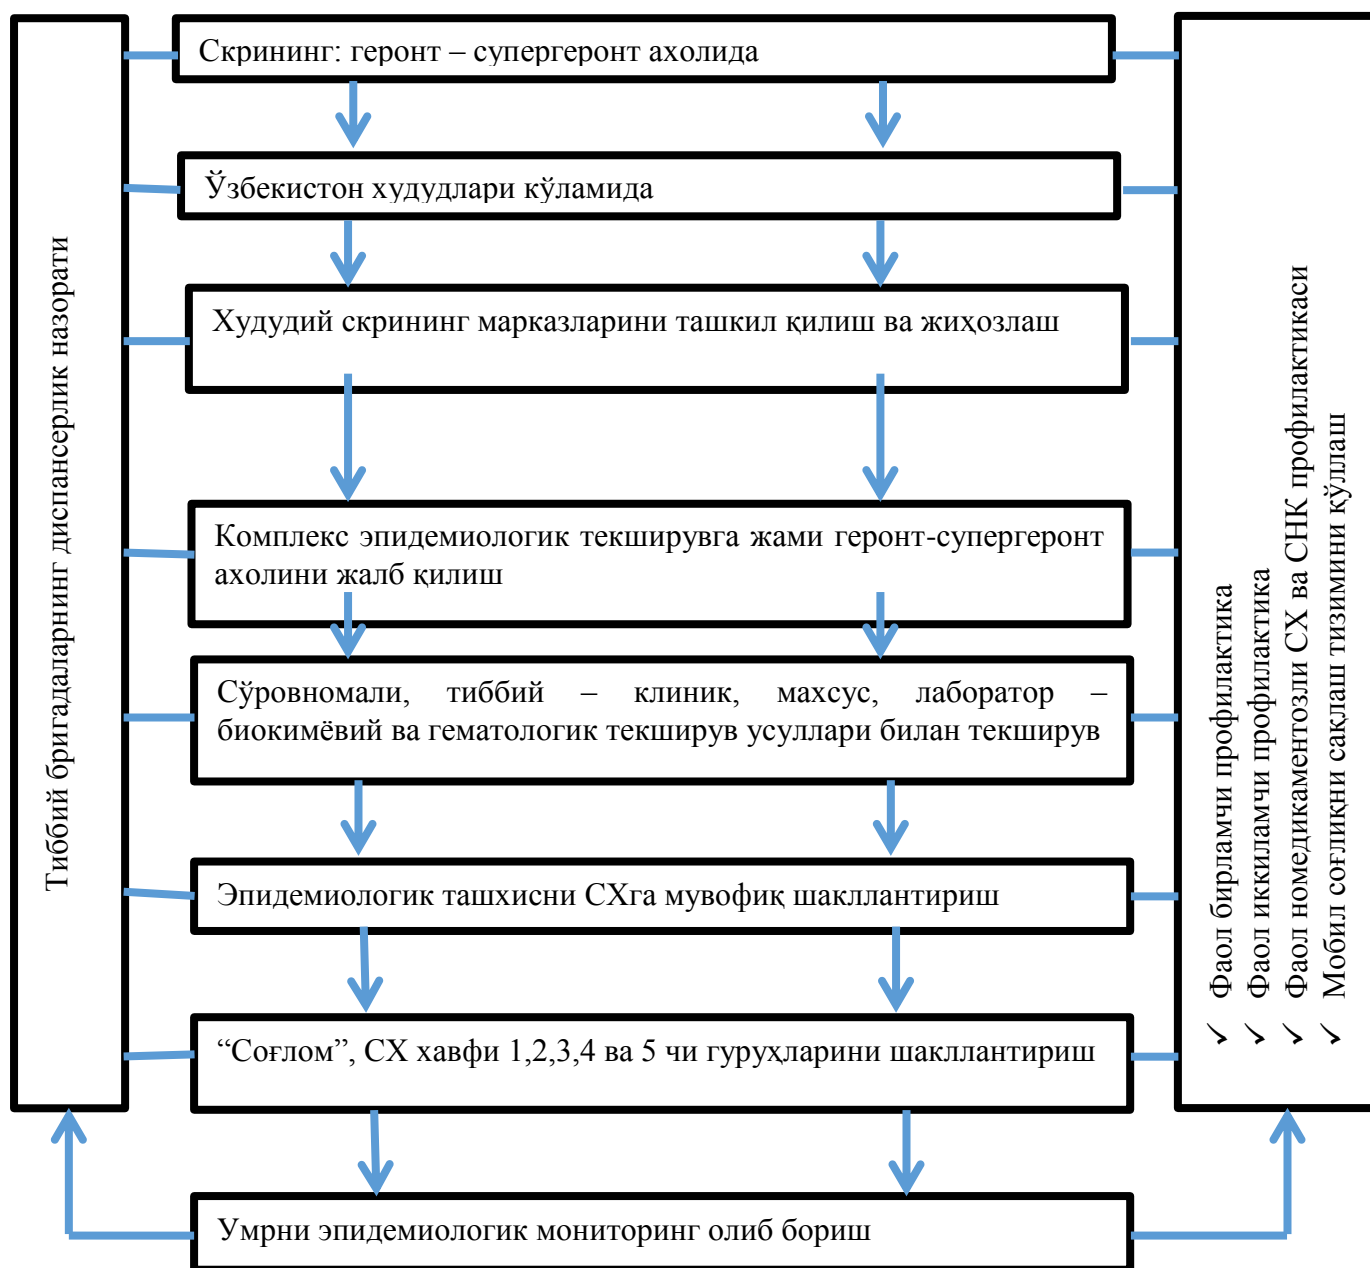 Тиббий бригадаларнинг диспансерлик назорати
Скрининг: геронт – супергеронт ахолида
Ўзбекистон худудлари кўламида
Худудий скрининг марказларини ташкил қилиш ва жиҳозлаш
Комплекс эпидемиологик текширувга жами геронт-супергеронт
ахолини жалб қилиш
Сўровномали, тиббий – клиник, махсус, лаборатор –
биокимёвий ва гематологик текширув усуллари билан текширув
Эпидемиологик ташхисни СХга мувофиқ шакллантириш
“Соғлом”, СХ хавфи 1,2,3,4 ва 5 чи гуруҳларини шакллантириш
Умрни эпидемиологик мониторинг олиб бориш
✓ Фаол бирламчи профилактика
✓ Фаол иккиламчи профилактика
✓ Фаол номедикаментозли СХ ва СНК профилактикаси
✓ Мобил соғлиқни сақлаш тизимини қўллаш